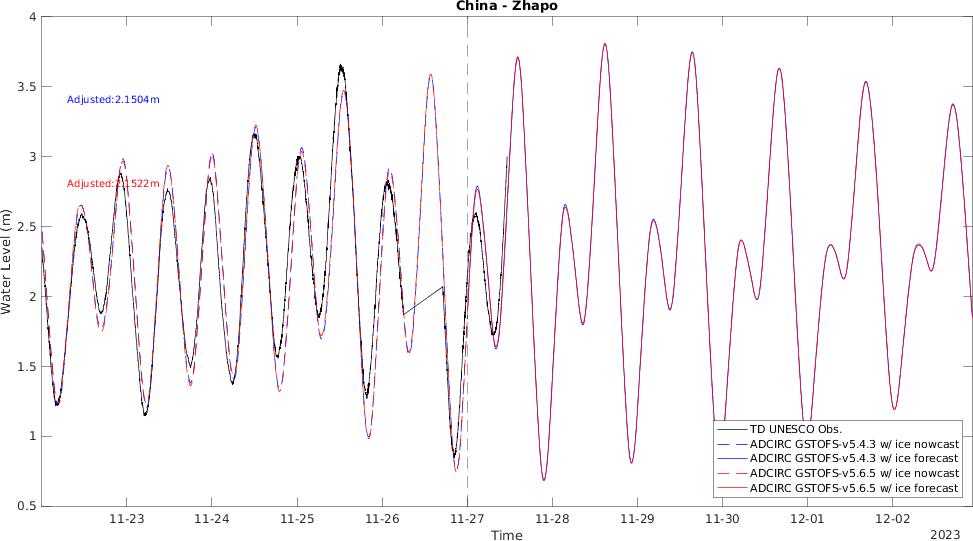 China - Zhapo
Water Level (m)
4
3.5
3
2.5
2
1.5
1
0.5
Adjusted:2.1504m
Adjusted:2.1522m
TD UNESCO Obs.
ADCIRC GSTOFS-v5.4.3 w/ ice nowcast
ADCIRC GSTOFS-v5.4.3 w/ ice forecast
ADCIRC GSTOFS-v5.6.5 w/ ice nowcast
ADCIRC GSTOFS-v5.6.5 w/ ice forecast
11-23 11-24 11-25 11-26 11-27 11-28 11-29 11-30 12-01 12-02
Time
2023